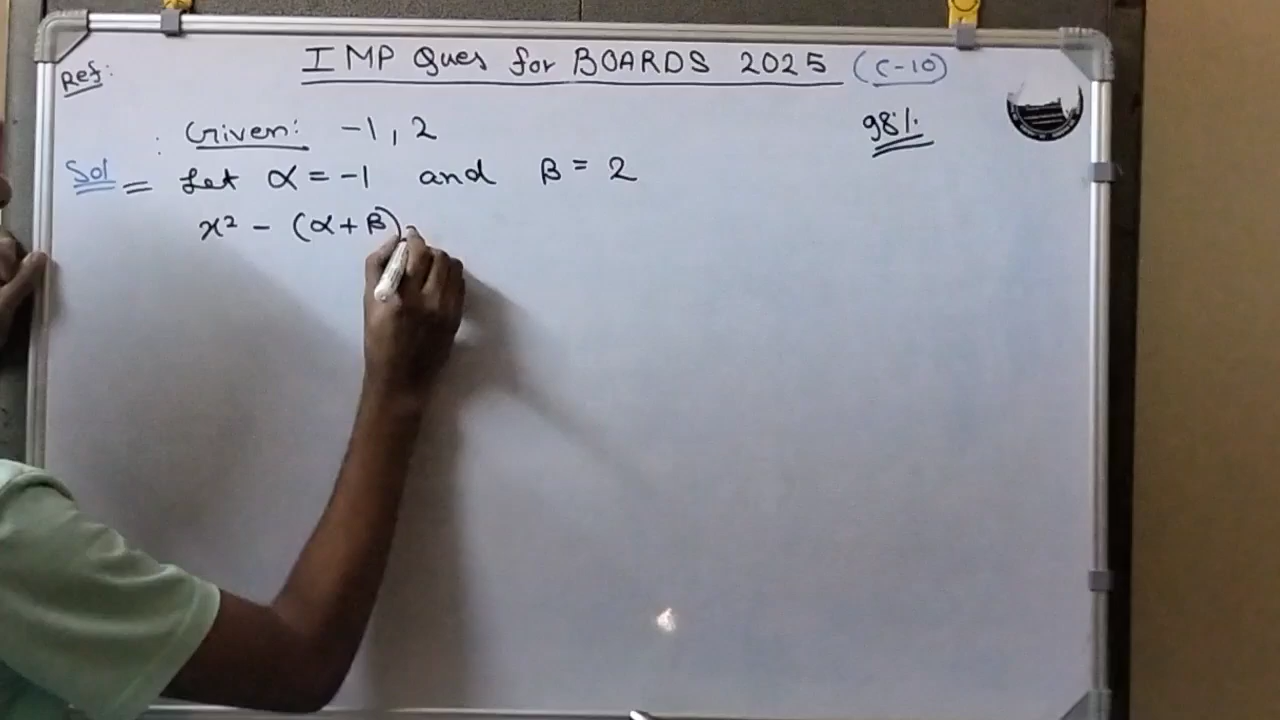 IMP Ques for BOARDS 2025 (C-10)
Ref:
: Given: -1, 2
98%
Sol = Let α = -1 and β = 2
x² - (α + β)